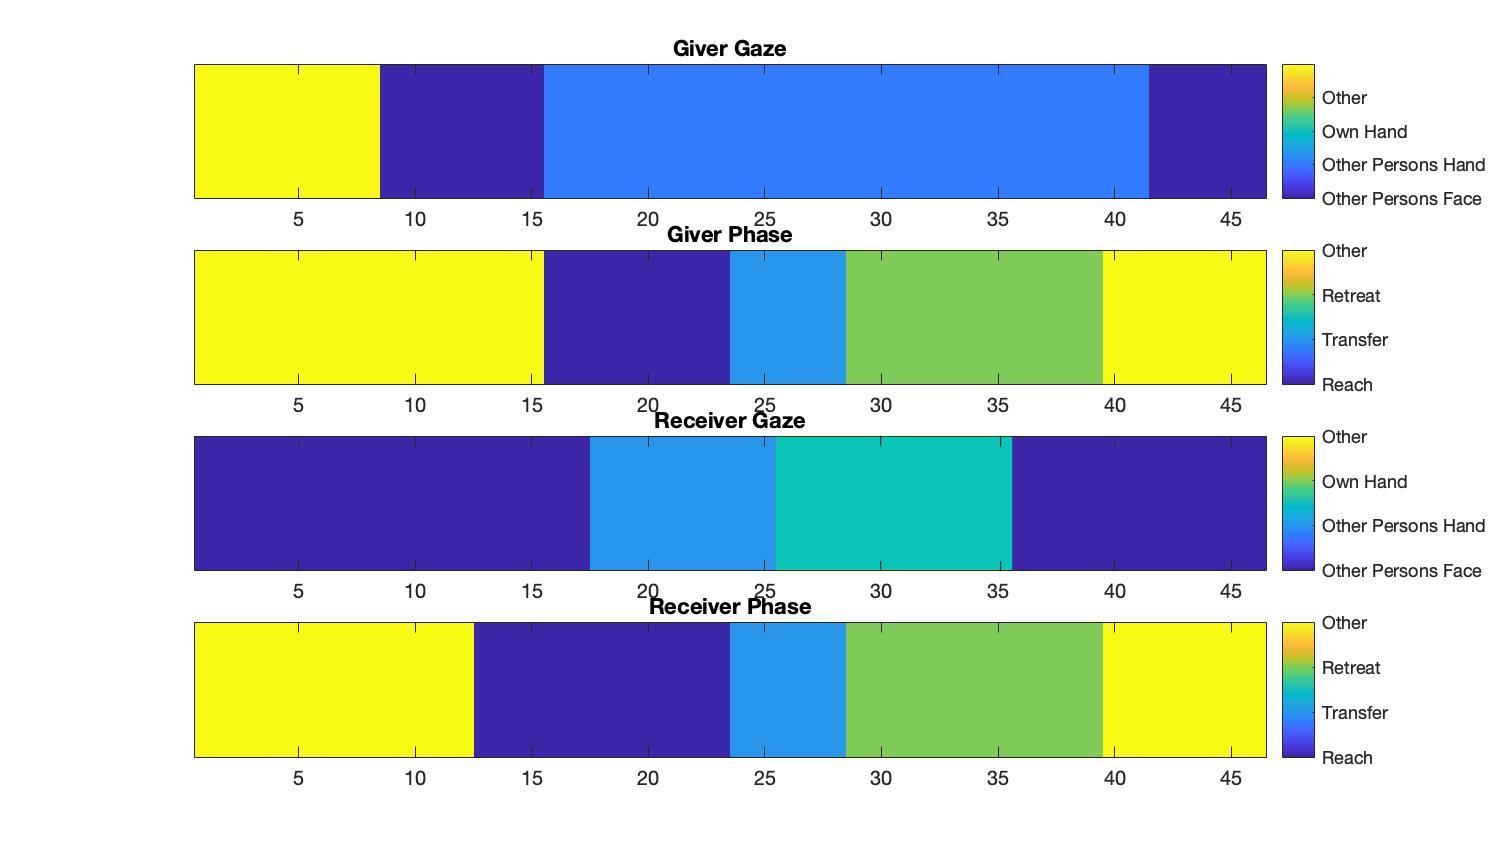 Giver Gaze
Other
Own Hand
Other Persons Hand
Other Persons Face
5 10 15 20 25 30 35 40 45
Giver Phase
Other
Retreat
Transfer
Reach
5 10 15 20 25 30 35 40 45
Receiver Gaze
Other
Own Hand
Other Persons Hand
Other Persons Face
5 10 15 20 25 30 35 40 45
Receiver Phase
Other
Retreat
Transfer
Reach
5 10 15 20 25 30 35 40 45